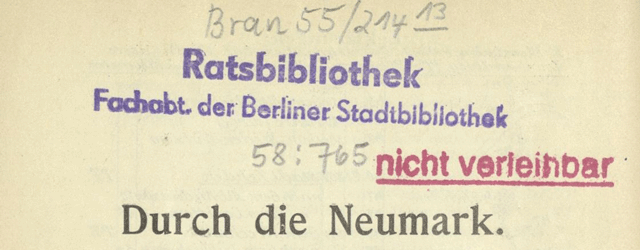 Bran 55/214 13
Ratsbibliothek
Fachabt. der Berliner Stadtbibliothek
58:765 nicht verleihbar
Durch die Neumark.